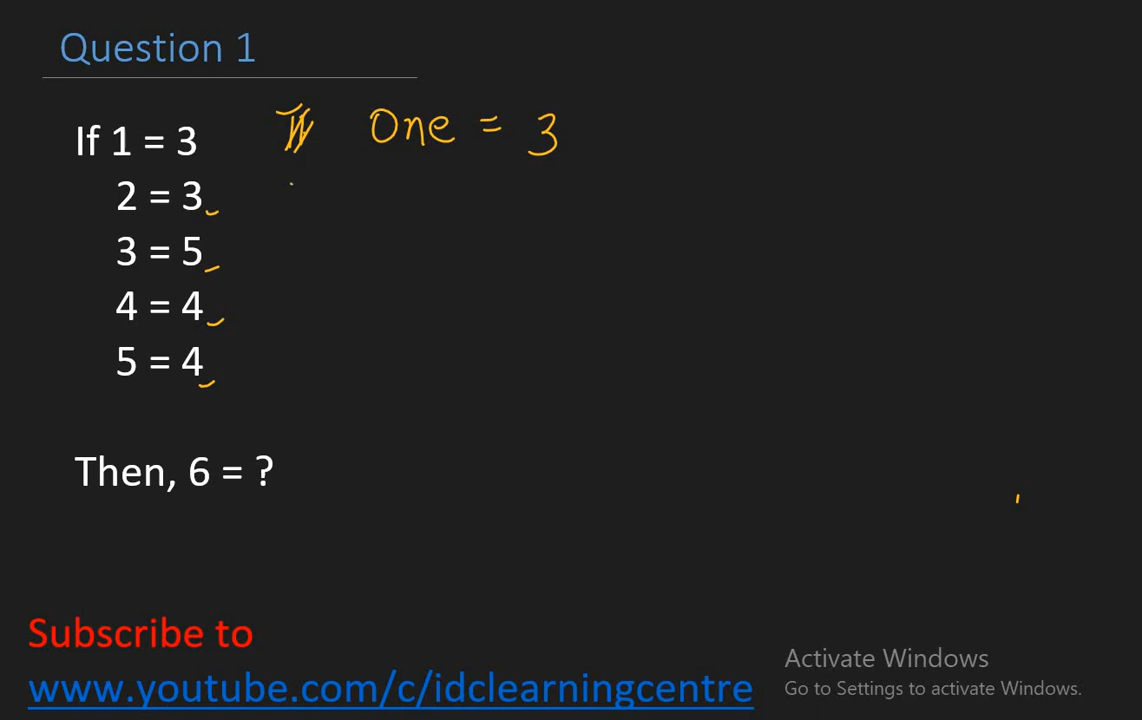 Question 1
If 1 = 3
One = 3
2 = 3
3 = 5
4 = 4
5 = 4
Then, 6 = ?
Subscribe to
www.youtube.com/c/idclearningcentre
Activate Windows
Go to Settings to activate Windows.